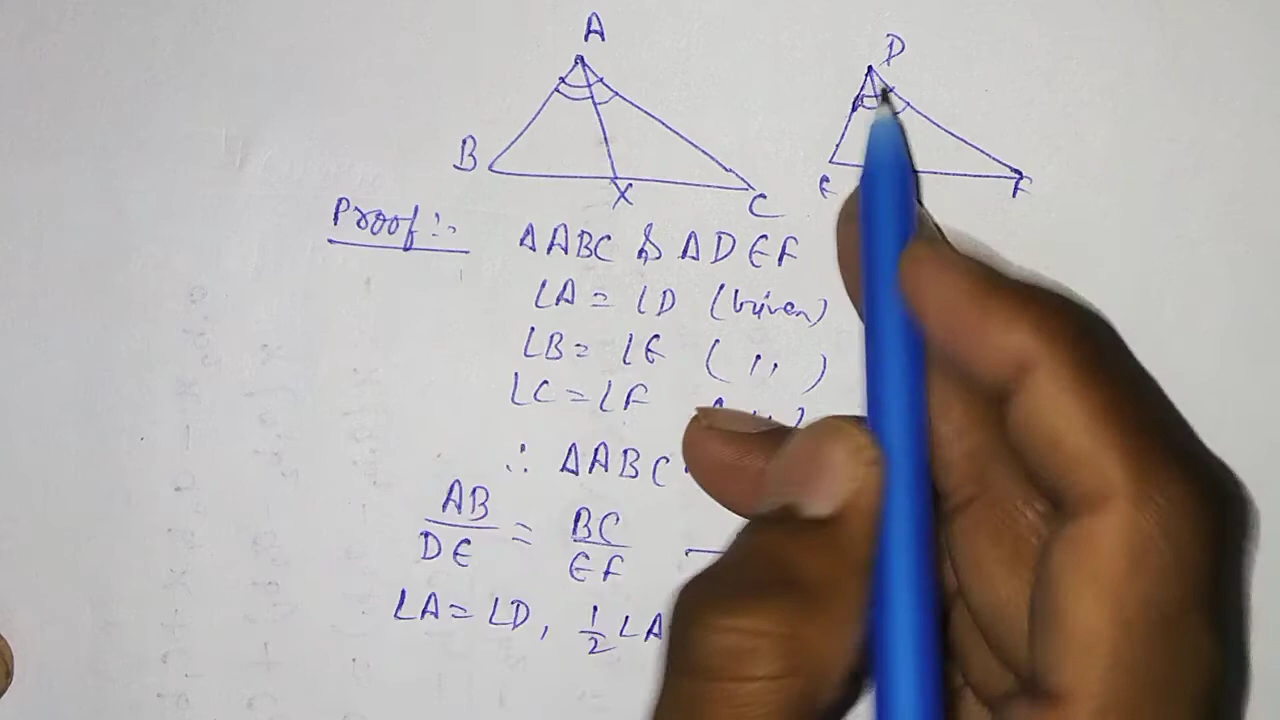 A
D
B
X
C
E
F
Proof :-
ΔABC & ΔDEF
∠A = ∠D (Given)
∠B = ∠E ( ,, )
∠C = ∠F
∴ ΔABC
AB/DE = BC/EF
∠A = ∠D, 1/2 ∠A